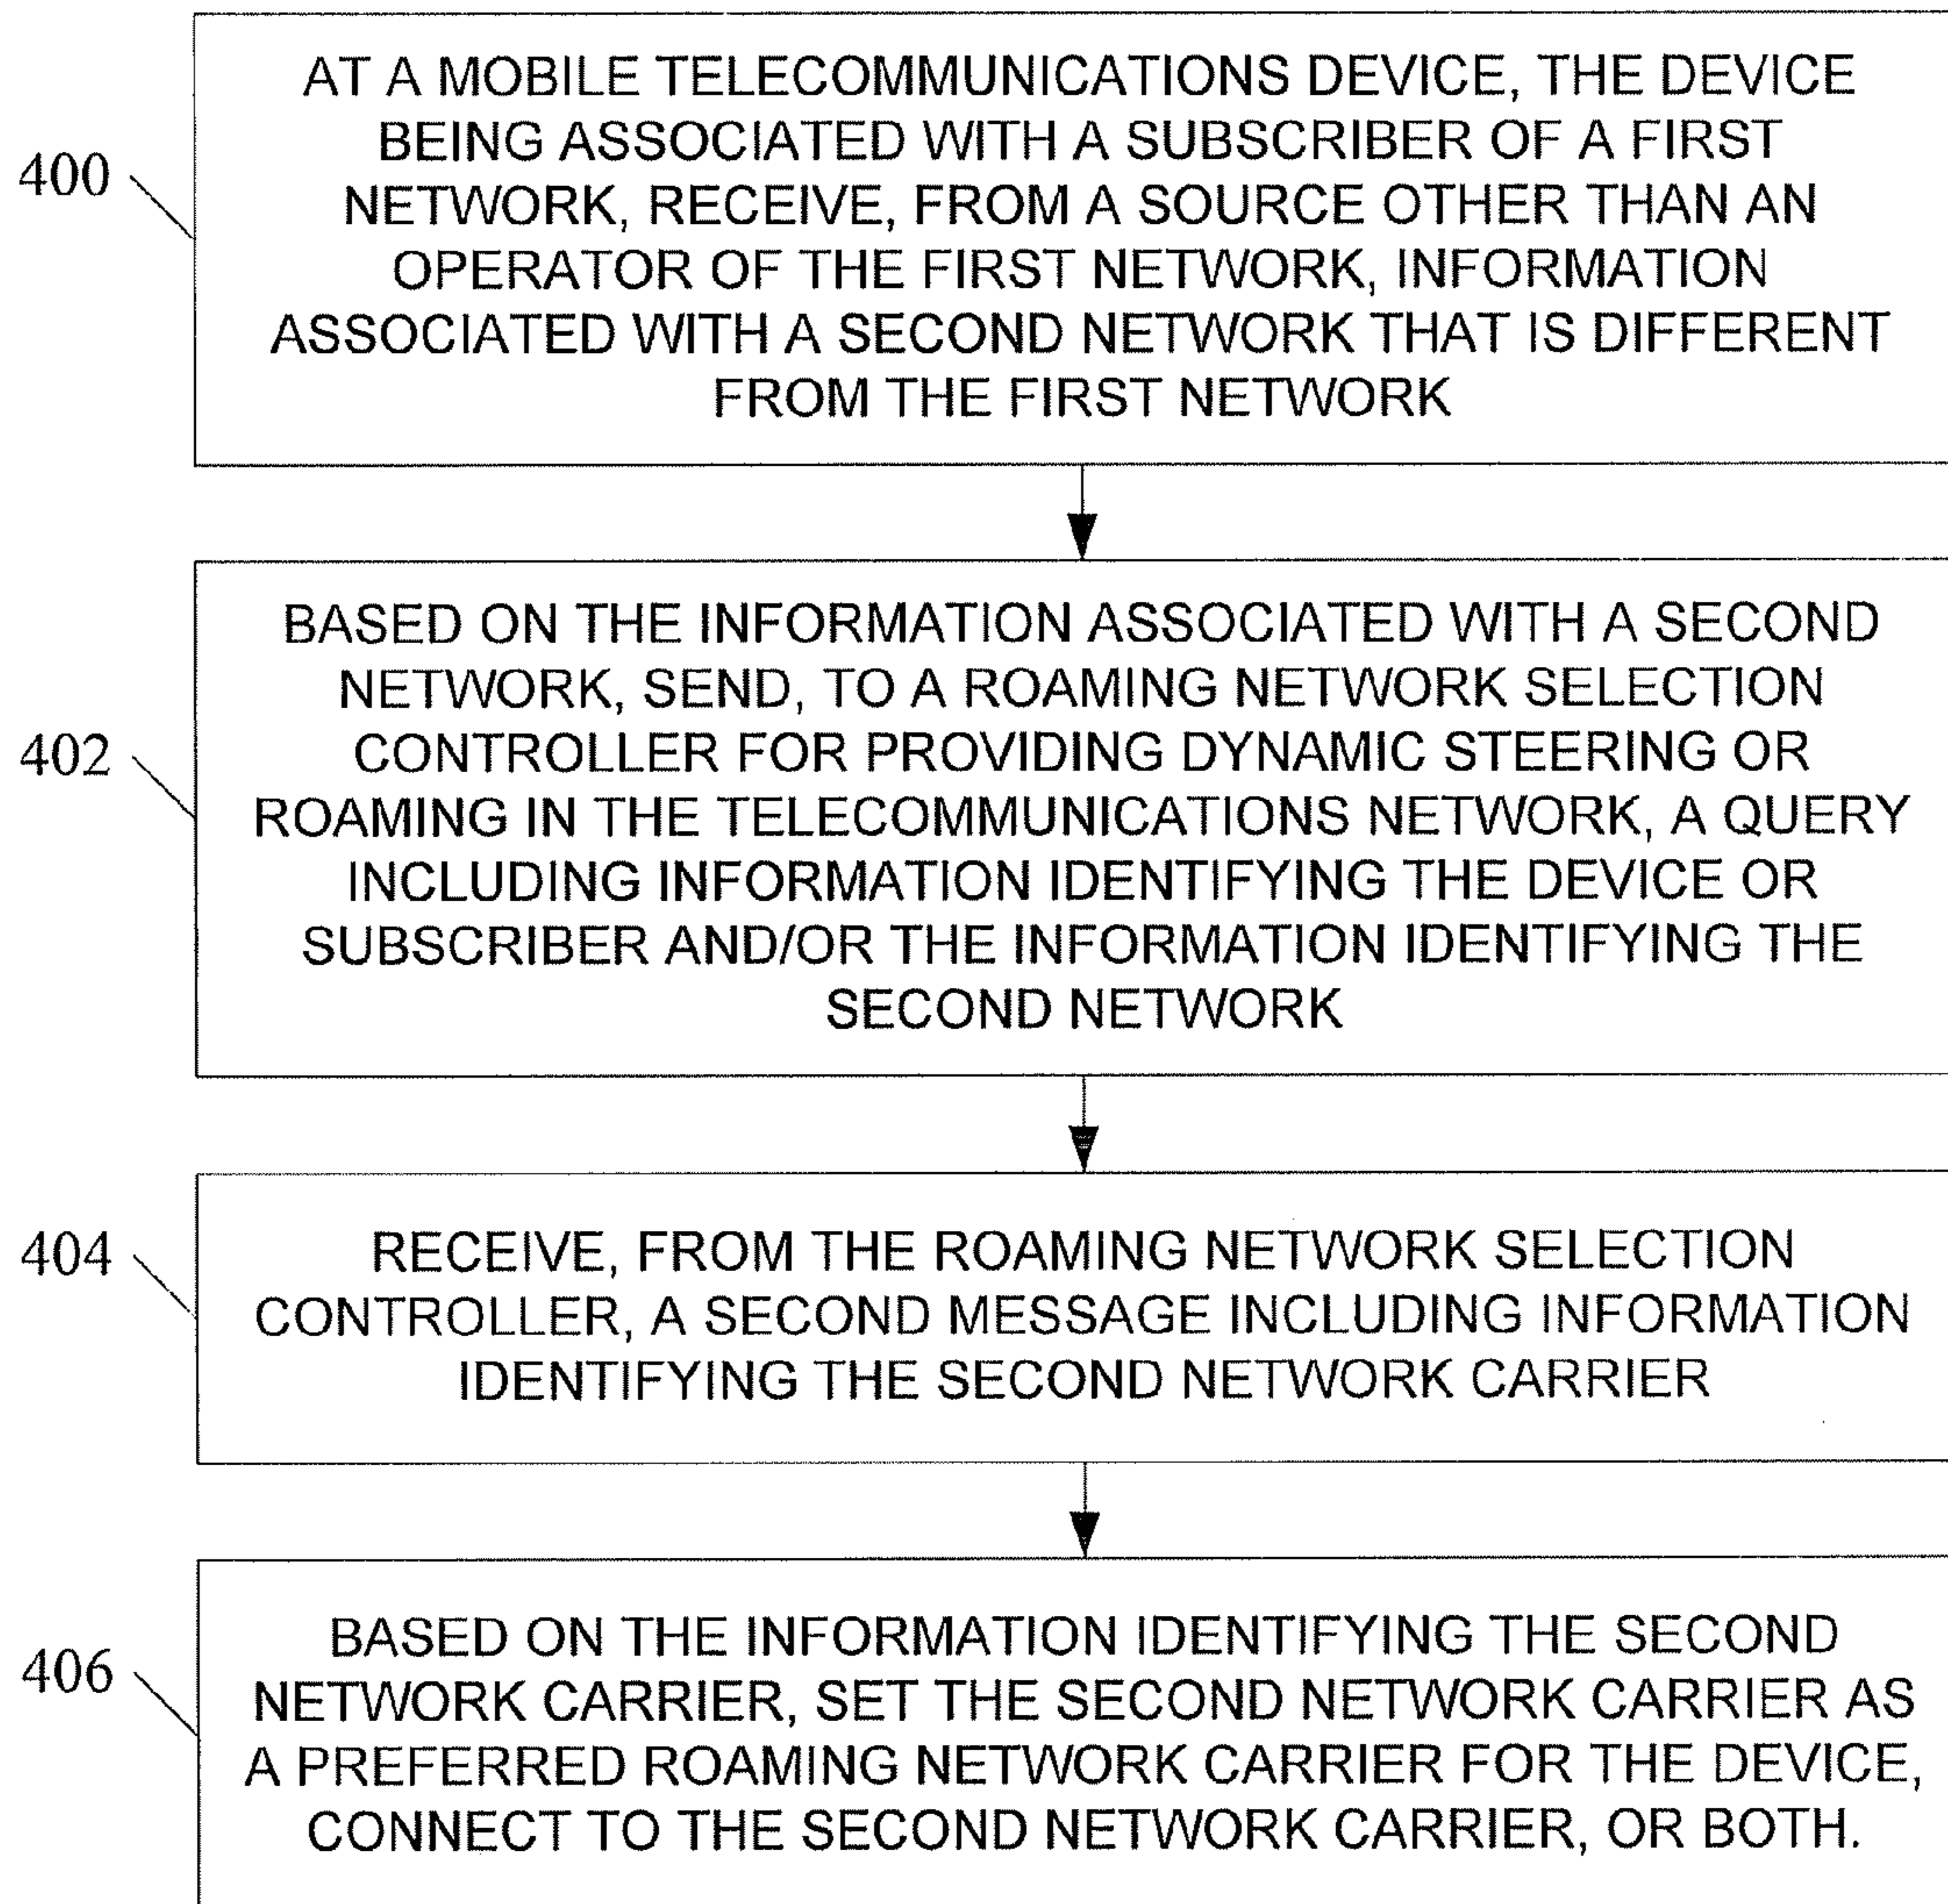 AT A MOBILE TELECOMMUNICATIONS DEVICE, THE DEVICE
BEING ASSOCIATED WITH A SUBSCRIBER OF A FIRST
400
NETWORK, RECEIVE, FROM A SOURCE OTHER THAN AN
OPERATOR OF THE FIRST NETWORK, INFORMATION
ASSOCIATED WITH A SECOND NETWORK THAT IS DIFFERENT
FROM THE FIRST NETWORK
BASED ON THE INFORMATION ASSOCIATED WITH A SECOND
NETWORK, SEND, TO A ROAMING NETWORK SELECTION
402
CONTROLLER FOR PROVIDING DYNAMIC STEERING OR
ROAMING IN THE TELECOMMUNICATIONS NETWORK, A QUERY
INCLUDING INFORMATION IDENTIFYING THE DEVICE OR
SUBSCRIBER AND/OR THE INFORMATION IDENTIFYING THE
SECOND NETWORK
404
RECEIVE, FROM THE ROAMING NETWORK SELECTION
CONTROLLER, A SECOND MESSAGE INCLUDING INFORMATION
IDENTIFYING THE SECOND NETWORK CARRIER
BASED ON THE INFORMATION IDENTIFYING THE SECOND
406
NETWORK CARRIER, SET THE SECOND NETWORK CARRIER AS
A PREFERRED ROAMING NETWORK CARRIER FOR THE DEVICE,
CONNECT TO THE SECOND NETWORK CARRIER, OR BOTH.